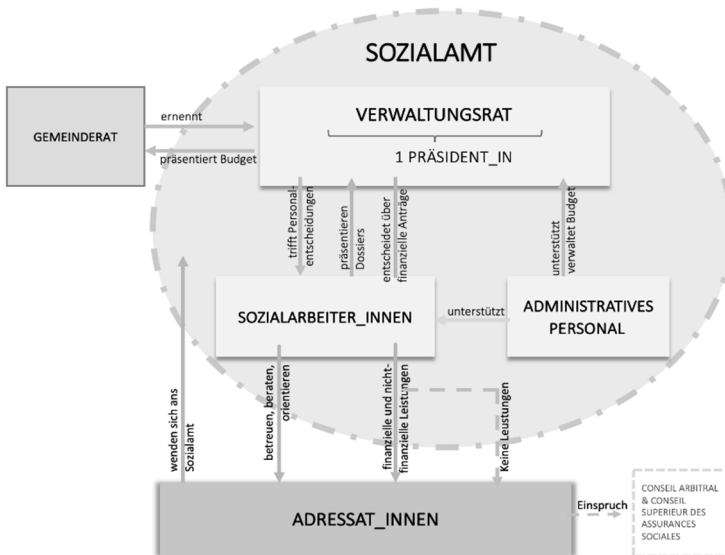 SOZIALAMT
VERWALTUNGSRAT
1 PRÄSIDENT_IN
GEMEINDERAT
ernennt
präsentiert Budget
trifft Personal-
entscheidungen
präsentieren
Dossiers
entscheidet über
finanzielle Anträge
unterstützt
verwaltet Budget
SOZIALARBEITER_INNEN
unterstützt
ADMINISTRATIVES
PERSONAL
wenden sich ans
Sozialamt
betreuen, beraten,
orientieren
finanzielle und nicht-
finanzielle Leistungen
Keine Leustungen
ADRESSAT_INNEN
Einspruch
CONSEIL ARBITRAL
& CONSEIL
SUPERIEUR DES
ASSURANCES
SOCIALES